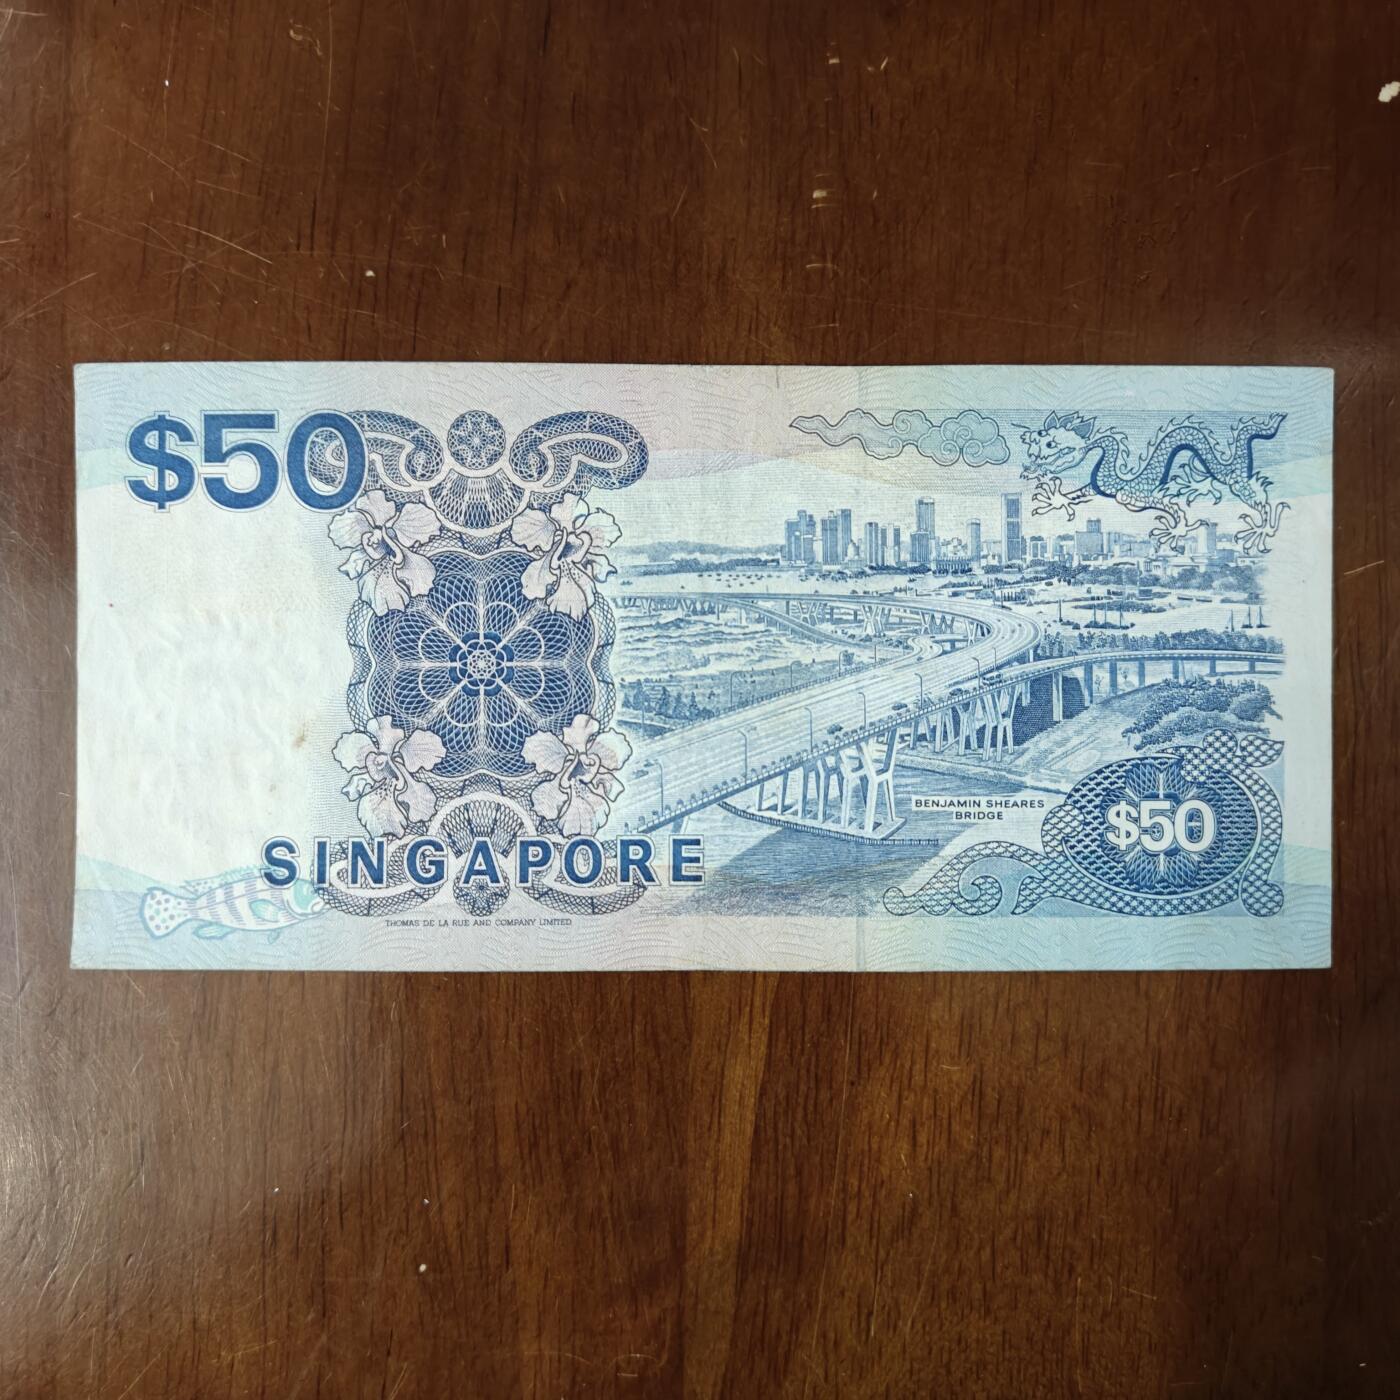 $50
BENJAMIN SHEARES
BRIDGE
$50
SINGAPORE
THOMAS DE LA RUE AND COMPANY LIMITED